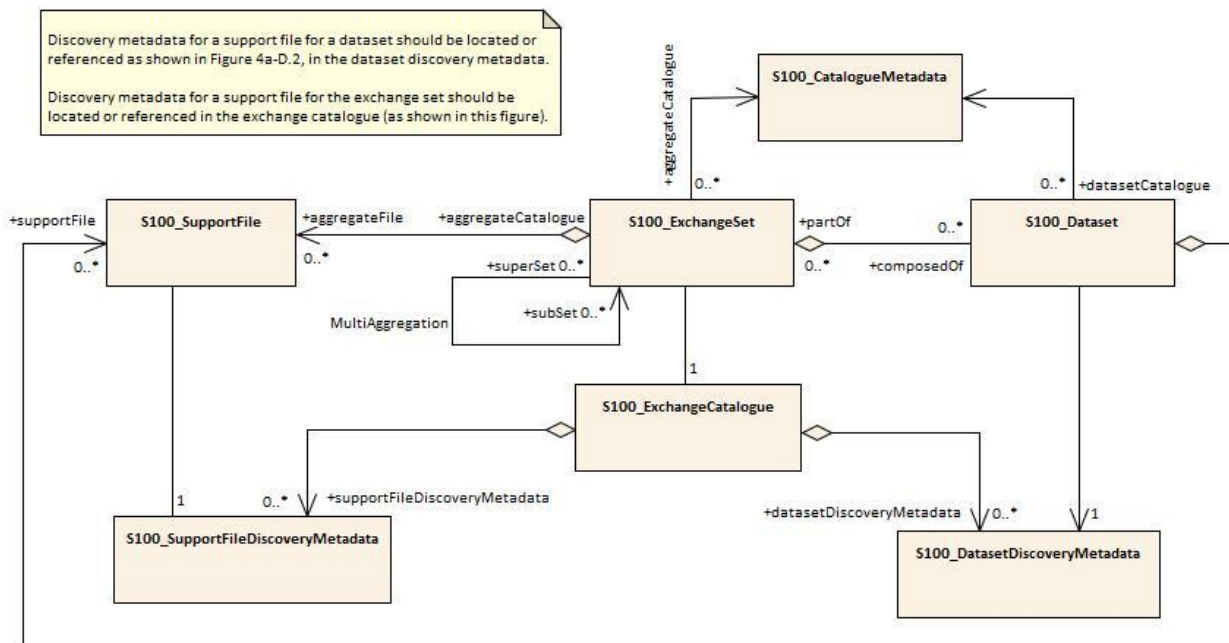 Discovery metadata for a support file for a dataset should be located or
referenced as shown in Figure 4a-D.2, in the dataset discovery metadata.
Discovery metadata for a support file for the exchange set should be
located or referenced in the exchange catalogue (as shown in this figure).
S100_CatalogueMetadata
+aggregateCatalogue
0..*
0..*
+datasetCatalogue
+supportFile
0..*
S100_SupportFile
+aggregateFile
0..*
+aggregateCatalogue
S100_ExchangeSet
+partOf
0..*
0..*
+composedOf
S100_Dataset
+superSet 0..*
+subSet 0..*
MultiAggregation
1
S100_ExchangeCatalogue
1
0..*
+supportFileDiscoveryMetadata
+datasetDiscoveryMetadata
0..*
1
S100_SupportFileDiscoveryMetadata
S100_DatasetDiscoveryMetadata